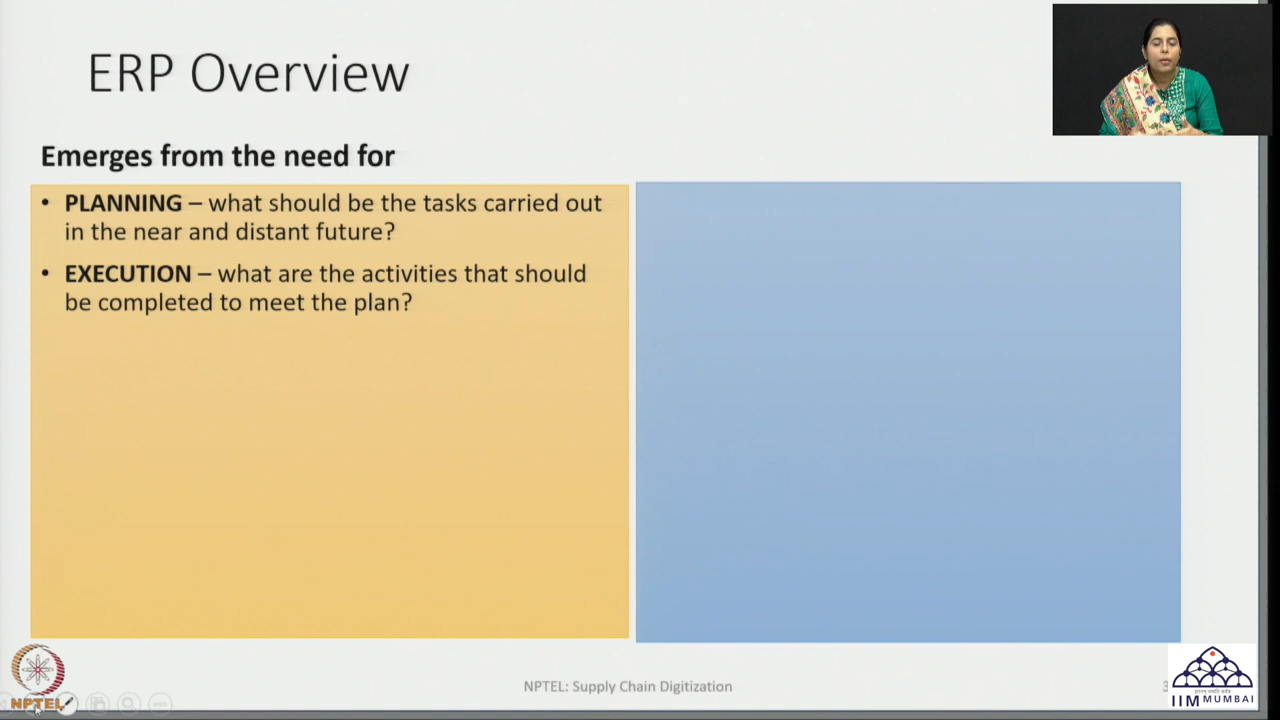 ERP Overview
Emerges from the need for
• PLANNING – what should be the tasks carried out
in the near and distant future?
• EXECUTION – what are the activities that should
be completed to meet the plan?
NPTEL
NPTEL: Supply Chain Digitization
IIM MUMBAI